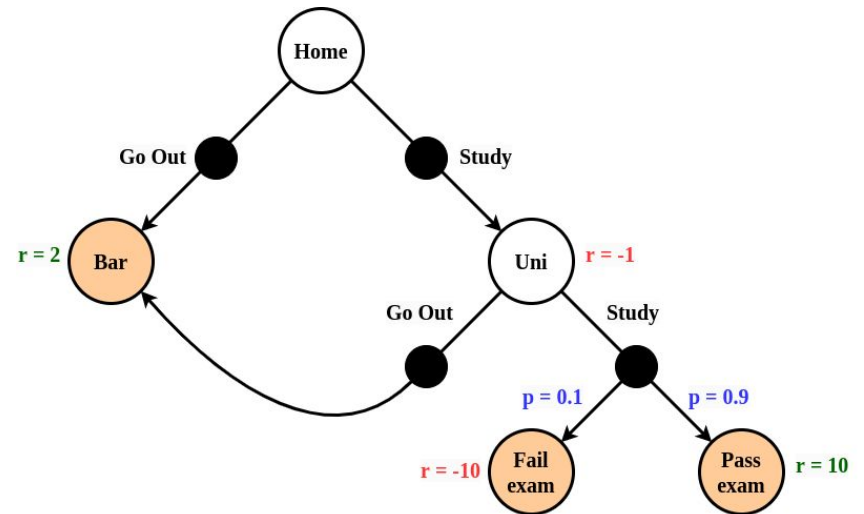 Home
Go Out
Study
r = 2
Bar
Uni
r = -1
Go Out
Study
p = 0.1
p = 0.9
r = -10
Fail
exam
Pass
exam
r = 10